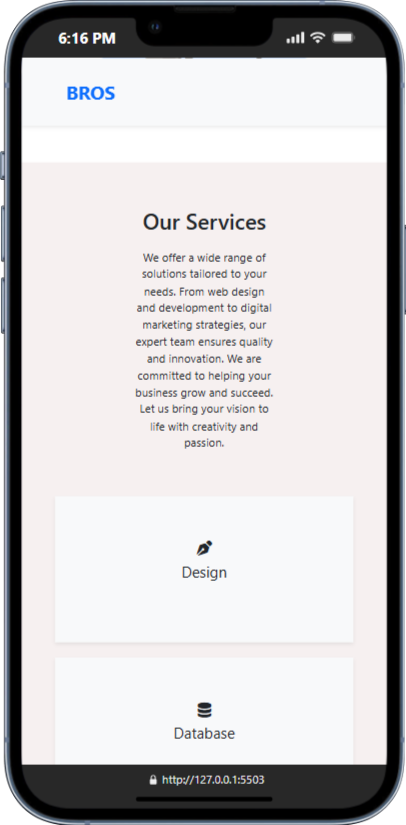 6:16 PM
BROS
Our Services
We offer a wide range of
solutions tailored to your
needs. From web design
and development to digital
marketing strategies, our
expert team ensures quality
and innovation. We are
committed to helping your
business grow and succeed.
Let us bring your vision to
life with creativity and
passion.
Design
Database
http://127.0.0.1:5503